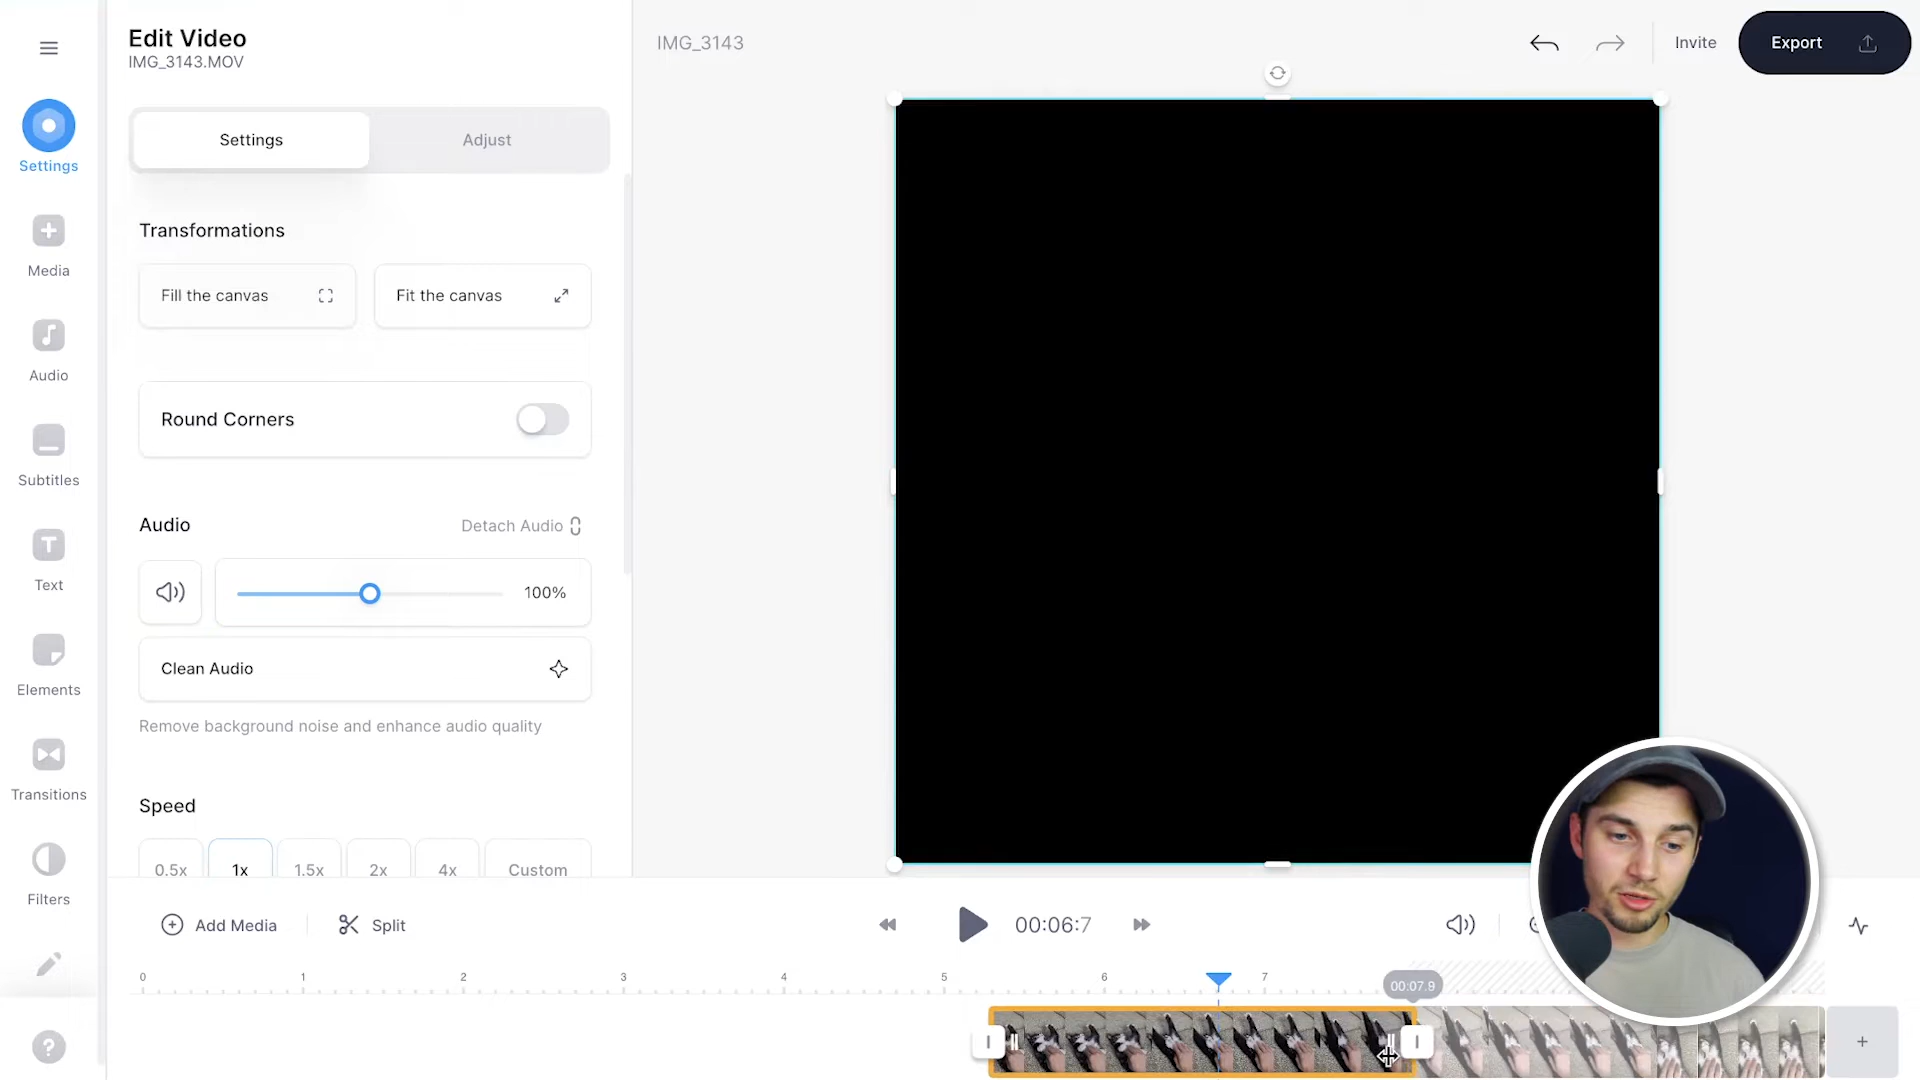 Edit Video
IMG_3143.MOV
IMG_3143
Invite
Export
Settings
Adjust
Settings
Media
Audio
Subtitles
Text
Elements
Transitions
Filters
?
Transformations
Fill the canvas
Fit the canvas
Round Corners
Audio
Detach Audio
100%
Clean Audio
Remove background noise and enhance audio quality
Speed
0.5x
1x
1.5x
2x
4x
Custom
Add Media
Split
00:06:7
0
1
2
3
4
5
6
7
00:07.9